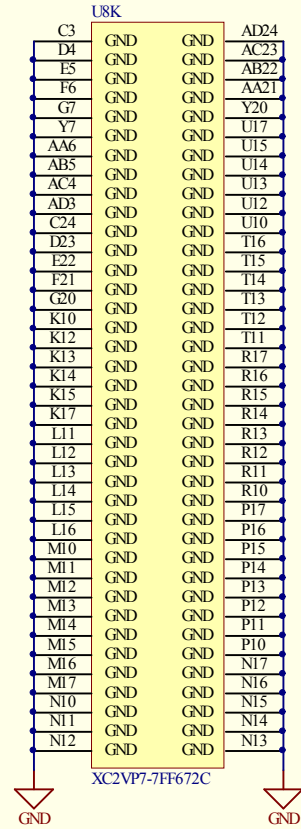 U8K
C3 GND GND AD24
D4 GND GND AC23
E5 GND GND AB22
F6 GND GND AA21
G7 GND GND Y20
Y7 GND GND U17
AA6 GND GND U15
AB5 GND GND U14
AC4 GND GND U13
AD3 GND GND U12
C24 GND GND U10
D23 GND GND T16
E22 GND GND T15
F21 GND GND T14
G20 GND GND T13
K10 GND GND T12
K12 GND GND T11
K13 GND GND R17
K14 GND GND R16
K15 GND GND R15
K17 GND GND R14
L11 GND GND R13
L12 GND GND R12
L13 GND GND R11
L14 GND GND R10
L15 GND GND P17
L16 GND GND P16
M10 GND GND P15
M11 GND GND P14
M12 GND GND P13
M13 GND GND P12
M14 GND GND P11
M15 GND GND P10
M16 GND GND N17
M17 GND GND N16
N10 GND GND N15
N11 GND GND N14
N12 GND GND N13
XC2VP7-7FF672C
GND GND